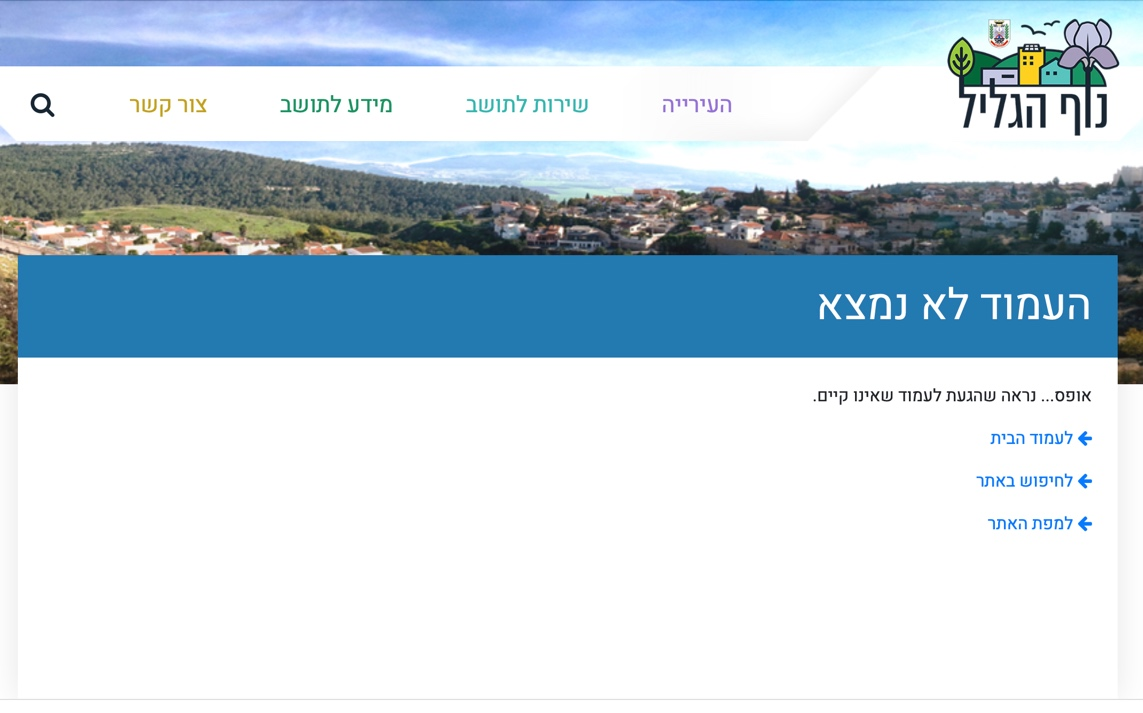 נוף הגליל
העירייה
שירות לתושב
מידע לתושב
צור קשר
העמוד לא נמצא
אופס... נראה שהגעת לעמוד שאינו קיים.
לעמוד הבית
לחיפוש באתר
למפת האתר